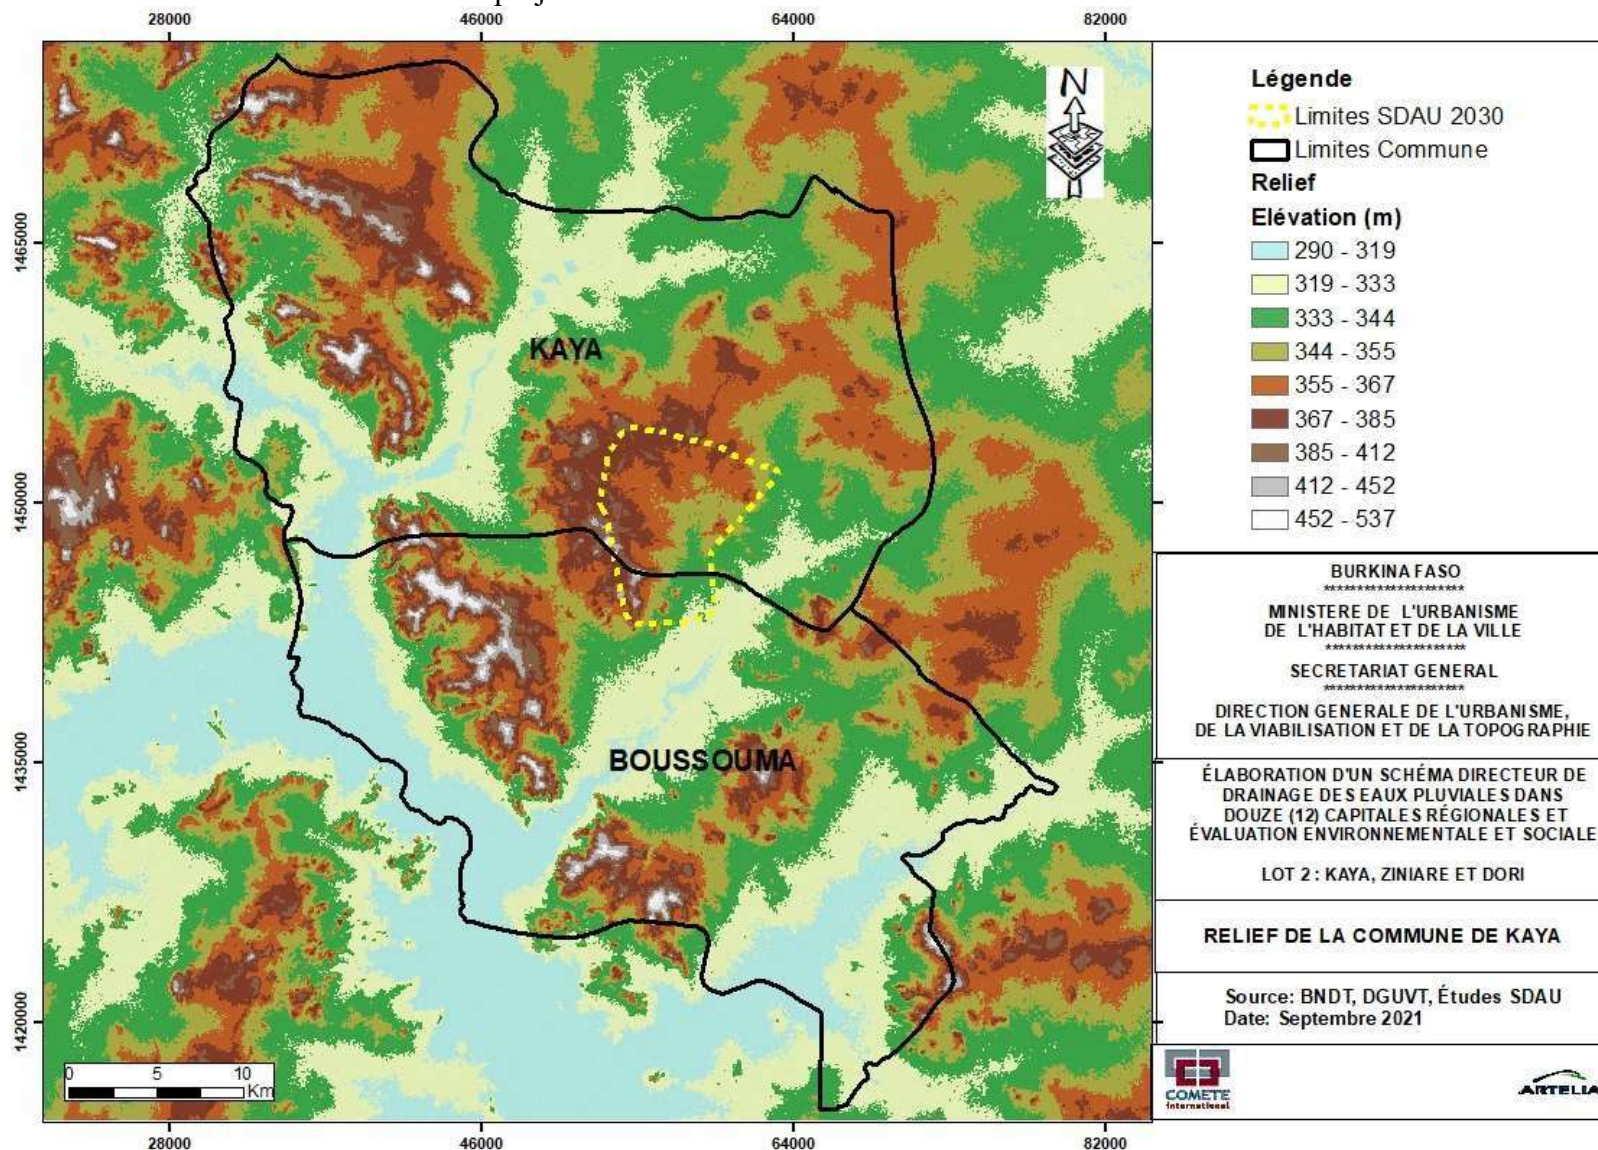 28000
46000
64000
82000
1465000
1450000
1435000
1420000
N
KAYA
BOUSSOUMA
0 5 10
Km
28000
46000
64000
82000
Légende
Limites SDAU 2030
Limites Commune
Relief
Elévation (m)
290 - 319
319 - 333
333 - 344
344 - 355
355 - 367
367 - 385
385 - 412
412 - 452
452 - 537
BURKINA FASO
*********************
MINISTERE DE L'URBANISME
DE L'HABITAT ET DE LA VILLE
*********************
SECRETARIAT GENERAL
*********************
DIRECTION GENERALE DE L'URBANISME,
DE LA VIABILISATION ET DE LA TOPOGRAPHIE
ÉLABORATION D'UN SCHÉMA DIRECTEUR DE
DRAINAGE DES EAUX PLUVIALES DANS
DOUZE (12) CAPITALES RÉGIONALES ET
ÉVALUATION ENVIRONNEMENTALE ET SOCIALE
LOT 2 : KAYA, ZINIARE ET DORI
RELIEF DE LA COMMUNE DE KAYA
Source: BNDT, DGUVT, Études SDAU
Date: Septembre 2021
COMETE
International
ARTELIA